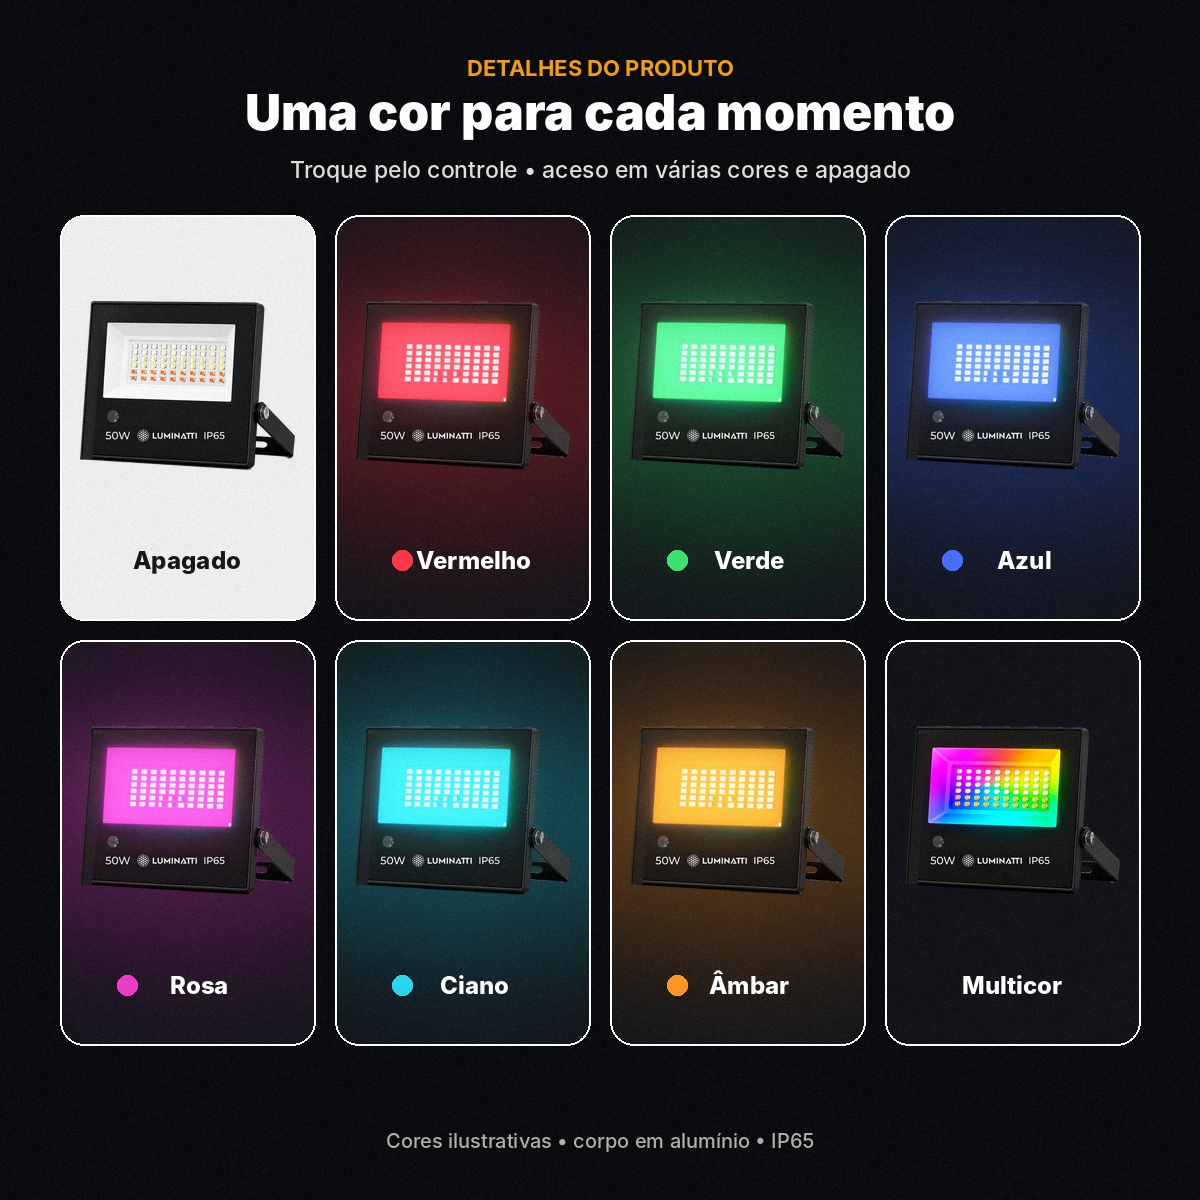 DETALHES DO PRODUTO
Uma cor para cada momento
Troque pelo controle • aceso em várias cores e apagado
50W LUMINATTI IP65
Apagado
50W LUMINATTI IP65
Vermelho
50W LUMINATTI IP65
Verde
50W LUMINATTI IP65
Azul
50W LUMINATTI IP65
Rosa
50W LUMINATTI IP65
Ciano
50W LUMINATTI IP65
Âmbar
50W LUMINATTI IP65
Multicor
Cores ilustrativas • corpo em alumínio • IP65